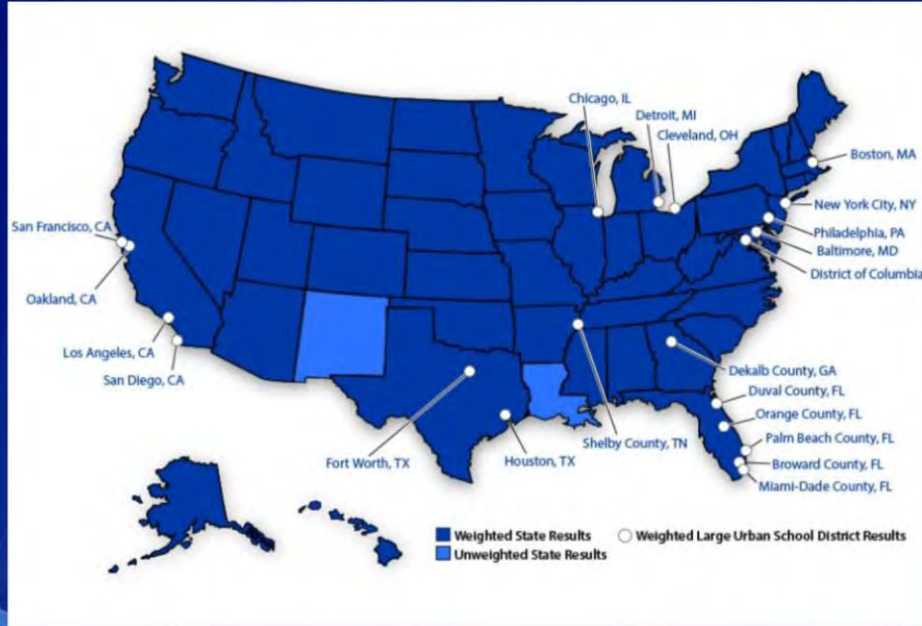 Chicago, IL
Detroit, MI
Cleveland, OH
Boston, MA
New York City, NY
Philadelphia, PA
Baltimore, MD
District of Columbia
San Francisco, CA
Oakland, CA
Los Angeles, CA
San Diego, CA
Dekalb County, GA
Duval County, FL
Orange County, FL
Palm Beach County, FL
Broward County, FL
Miami-Dade County, FL
Shelby County, TN
Fort Worth, TX
Houston, TX
Weighted State Results
Weighted Large Urban School District Results
Unweighted State Results